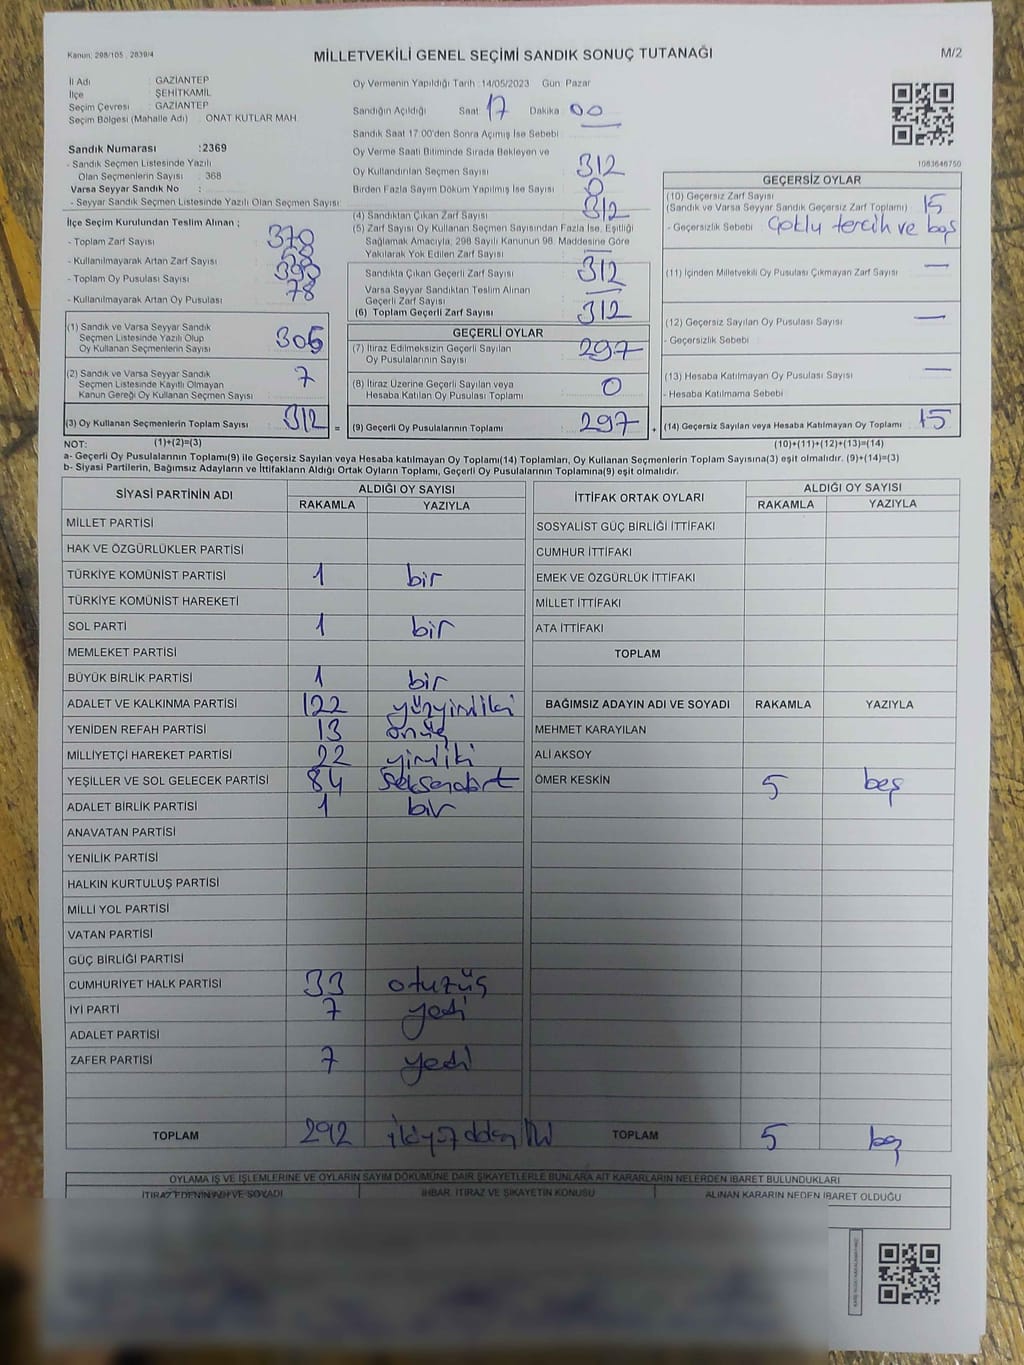 Kanun: 298/105 , 2839/4
MİLLETVEKİLİ GENEL SEÇİMİ SANDIK SONUÇ TUTANAĞI
M/2
İl Adı : GAZİANTEP
İlçe : ŞEHİTKAMİL
Seçim Çevresi : GAZİANTEP
Seçim Bölgesi (Mahalle Adı) : ONAT KUTLAR MAH.
Sandık Numarası :2369
- Sandık Seçmen Listesinde Yazılı
Olan Seçmenlerin Sayısı : 368
Varsa Seyyar Sandık No :
- Seyyar Sandık Seçmen Listesinde Yazılı Olan Seçmen Sayısı:
Oy Vermenin Yapıldığı Tarih : 14/05/2023 Gün: Pazar
Sandığın Açıldığı Saat: 17 Dakika: 00
Sandık Saat 17:00'den Sonra Açılmış İse Sebebi :
Oy Verme Saati Bitiminde Sırada Bekleyen ve
Oy Kullandırılan Seçmen Sayısı : 312
Birden Fazla Sayım Döküm Yapılmış İse Sayısı : 0
1083646750
İlçe Seçim Kurulundan Teslim Alınan ;
- Toplam Zarf Sayısı : 370
- Kullanılmayarak Artan Zarf Sayısı : 58
- Toplam Oy Pusulası Sayısı : 390
- Kullanılmayarak Artan Oy Pusulası : 78
(1) Sandık ve Varsa Seyyar Sandık
Seçmen Listesinde Yazılı Olup
Oy Kullanan Seçmenlerin Sayısı : 305
(2) Sandık ve Varsa Seyyar Sandık
Seçmen Listesinde Kayıtlı Olmayan
Kanun Gereği Oy Kullanan Seçmen Sayısı : 7
(3) Oy Kullanan Seçmenlerin Toplam Sayısı : 312 =
(4) Sandıktan Çıkan Zarf Sayısı : 312
(5) Zarf Sayısı Oy Kullanan Seçmen Sayısından Fazla İse, Eşitliği
Sağlamak Amacıyla, 298 Sayılı Kanunun 98. Maddesine Göre
Yakılarak Yok Edilen Zarf Sayısı : —
Sandıkta Çıkan Geçerli Zarf Sayısı : 312
Varsa Seyyar Sandıktan Teslim Alınan
Geçerli Zarf Sayısı : —
(6) Toplam Geçerli Zarf Sayısı : 312
GEÇERLİ OYLAR
(7) İtiraz Edilmeksizin Geçerli Sayılan
Oy Pusulalarının Sayısı : 297
(8) İtiraz Üzerine Geçerli Sayılan veya
Hesaba Katılan Oy Pusulası Toplamı : 0
(9) Geçerli Oy Pusulalarının Toplamı : 297 +
GEÇERSİZ OYLAR
(10) Geçersiz Zarf Sayısı
(Sandık ve Varsa Seyyar Sandık Geçersiz Zarf Toplamı) : 15
- Geçersizlik Sebebi : Çoklu tercih ve boş
(11) İçinden Milletvekili Oy Pusulası Çıkmayan Zarf Sayısı : —
(12) Geçersiz Sayılan Oy Pusulası Sayısı : —
- Geçersizlik Sebebi :
(13) Hesaba Katılmayan Oy Pusulası Sayısı : —
- Hesaba Katılmama Sebebi :
(14) Geçersiz Sayılan veya Hesaba Katılmayan Oy Toplamı : 15
NOT: (1)+(2)=(3) (10)+(11)+(12)+(13)=(14)
a- Geçerli Oy Pusulalarının Toplamı(9) ile Geçersiz Sayılan veya Hesaba katılmayan Oy Toplamı(14) Toplamları, Oy Kullanan Seçmenlerin Toplam Sayısına(3) eşit olmalıdır. (9)+(14)=(3)
b- Siyasi Partilerin, Bağımsız Adayların ve İttifakların Aldığı Ortak Oyların Toplamı, Geçerli Oy Pusulalarının Toplamına(9) eşit olmalıdır.
SİYASİ PARTİNİN ADI ALDIĞI OY SAYISI
RAKAMLA YAZIYLA
MİLLET PARTİSİ
HAK VE ÖZGÜRLÜKLER PARTİSİ
TÜRKİYE KOMÜNİST PARTİSİ 1 bir
TÜRKİYE KOMÜNİST HAREKETİ
SOL PARTİ 1 bir
MEMLEKET PARTİSİ
BÜYÜK BİRLİK PARTİSİ 1 bir
ADALET VE KALKINMA PARTİSİ 122 yüzyirmiiki
YENİDEN REFAH PARTİSİ 13 onüç
MİLLİYETÇİ HAREKET PARTİSİ 22 yirmiiki
YEŞİLLER VE SOL GELECEK PARTİSİ 84 seksendört
ADALET BİRLİK PARTİSİ 1 bir
ANAVATAN PARTİSİ
YENİLİK PARTİSİ
HALKIN KURTULUŞ PARTİSİ
MİLLİ YOL PARTİSİ
VATAN PARTİSİ
GÜÇ BİRLİĞİ PARTİSİ
CUMHURİYET HALK PARTİSİ 33 otuzüç
İYİ PARTİ 7 yedi
ADALET PARTİSİ
ZAFER PARTİSİ 7 yedi
TOPLAM 292
İTTİFAK ORTAK OYLARI ALDIĞI OY SAYISI
RAKAMLA YAZIYLA
SOSYALİST GÜÇ BİRLİĞİ İTTİFAKI
CUMHUR İTTİFAKI
EMEK VE ÖZGÜRLÜK İTTİFAKI
MİLLET İTTİFAKI
ATA İTTİFAKI
TOPLAM
BAĞIMSIZ ADAYIN ADI VE SOYADI RAKAMLA YAZIYLA
MEHMET KARAYILAN
ALİ AKSOY
ÖMER KESKİN 5 beş
TOPLAM 5 beş
OYLAMA İŞ VE İŞLEMLERİNE VE OYLARIN SAYIM DÖKÜMÜNE DAİR ŞİKAYETLERLE BUNLARA AİT KARARLARIN NELERDEN İBARET BULUNDUKLARI
İTİRAZ EDENİN ADI VE SOYADI İHBAR, İTİRAZ VE ŞİKAYETİN KONUSU ALINAN KARARIN NEDEN İBARET OLDUĞU